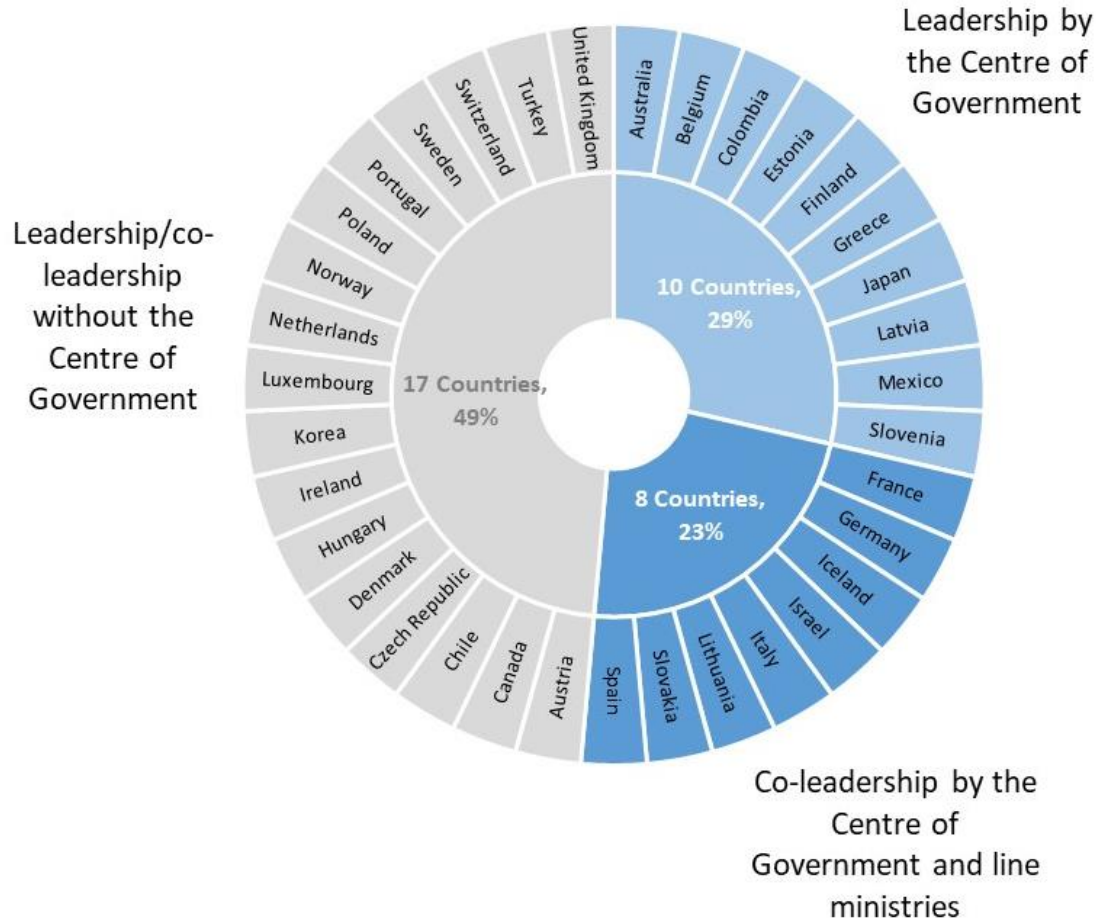 Leadership by
the Centre of
Government
Australia
Belgium
Colombia
Estonia
Finland
Greece
Japan
Latvia
Mexico
Slovenia
10 Countries,
29%
France
Germany
Iceland
Israel
Italy
Lithuania
Slovakia
Spain
8 Countries,
23%
Co-leadership by the
Centre of
Government and line
ministries
Austria
Canada
Chile
Czech Republic
Denmark
Hungary
Ireland
Korea
Luxembourg
Netherlands
Norway
Poland
Portugal
Sweden
Switzerland
Turkey
United Kingdom
17 Countries,
49%
Leadership/co-
leadership
without the
Centre of
Government